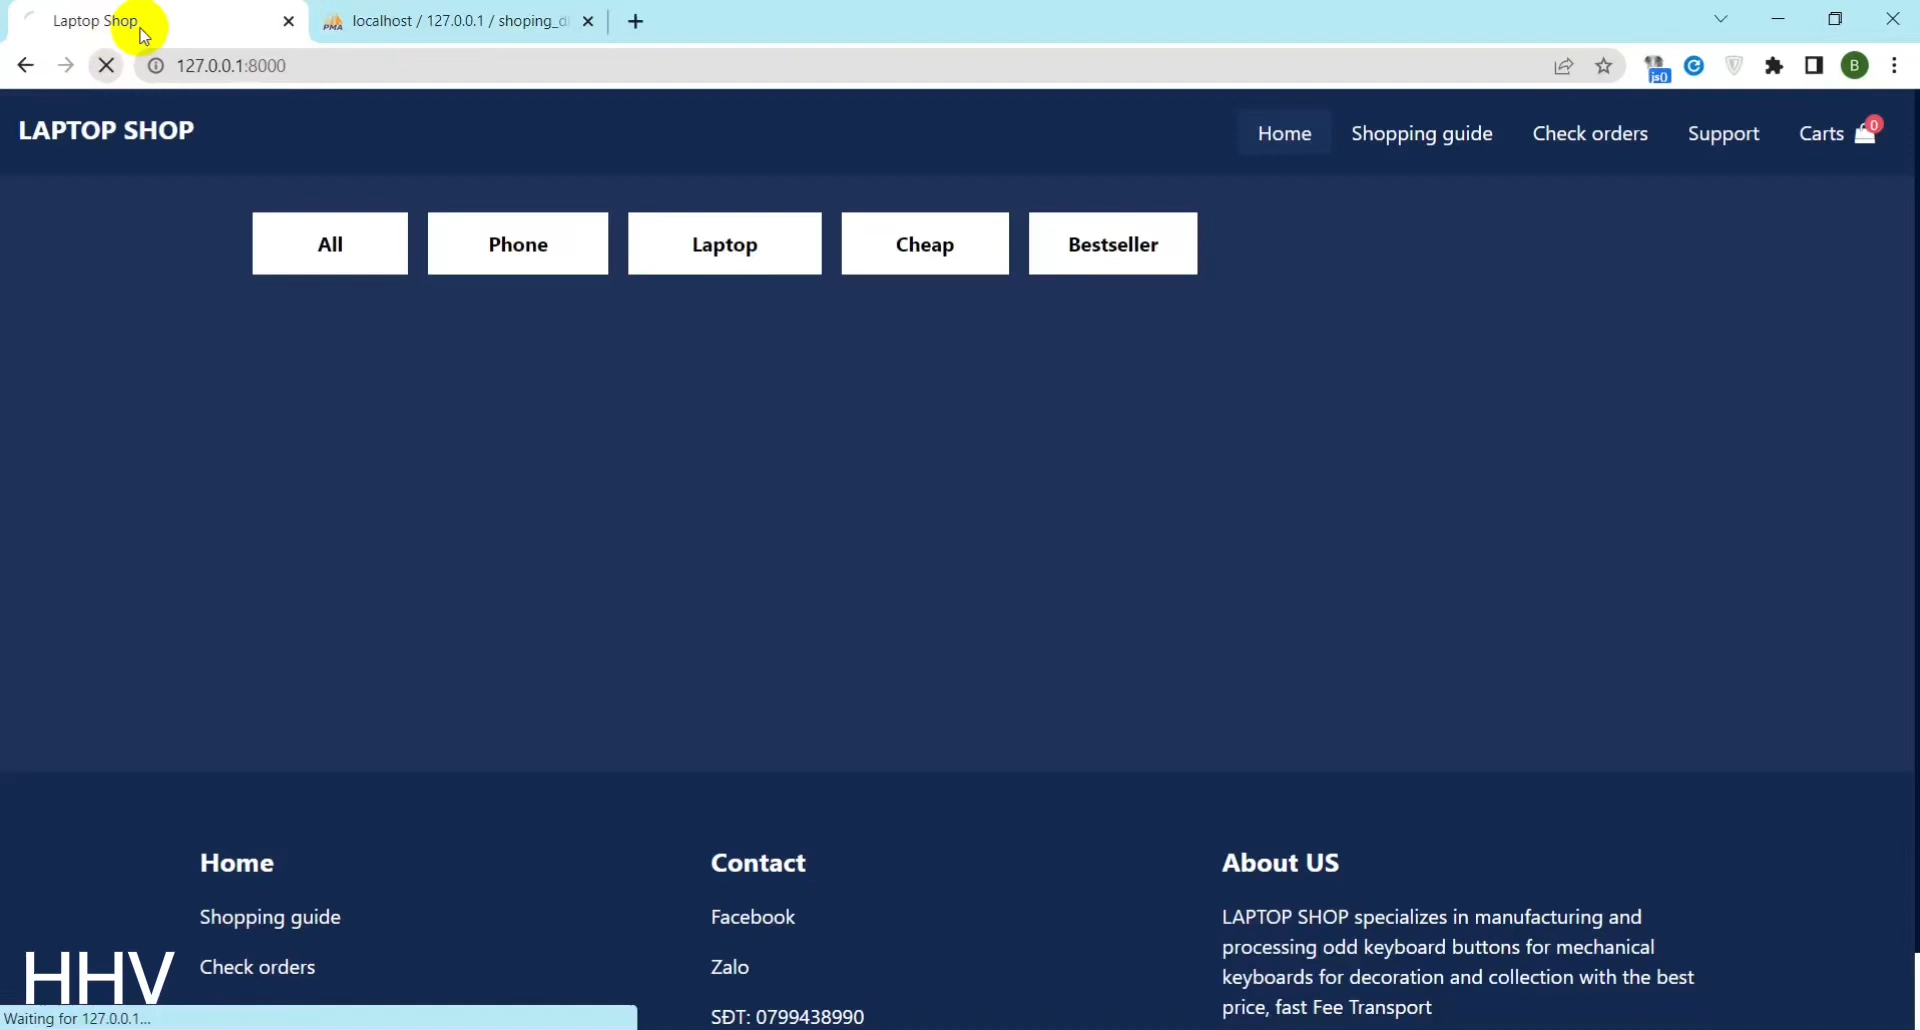 Laptop Shop
localhost / 127.0.0.1 / shoping_d
127.0.0.1:8000
js()
B
LAPTOP SHOP
Home
Shopping guide
Check orders
Support
Carts
0
All
Phone
Laptop
Cheap
Bestseller
Home
Shopping guide
Check orders
Contact
Facebook
Zalo
SĐT: 0799438990
About US
LAPTOP SHOP specializes in manufacturing and
processing odd keyboard buttons for mechanical
keyboards for decoration and collection with the best
price, fast Fee Transport
HHV
Waiting for 127.0.0.1...
PMA